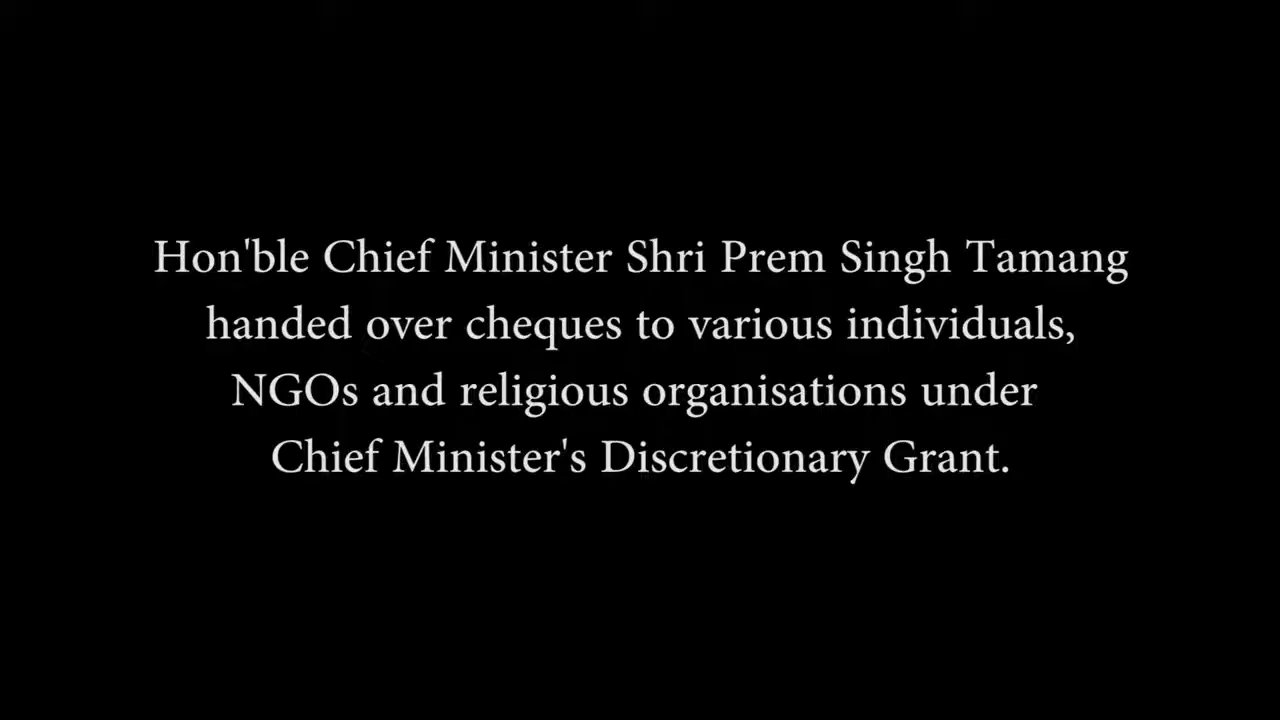 Hon'ble Chief Minister Shri Prem Singh Tamang
handed over cheques to various individuals,
NGOs and religious organisations under
Chief Minister's Discretionary Grant.